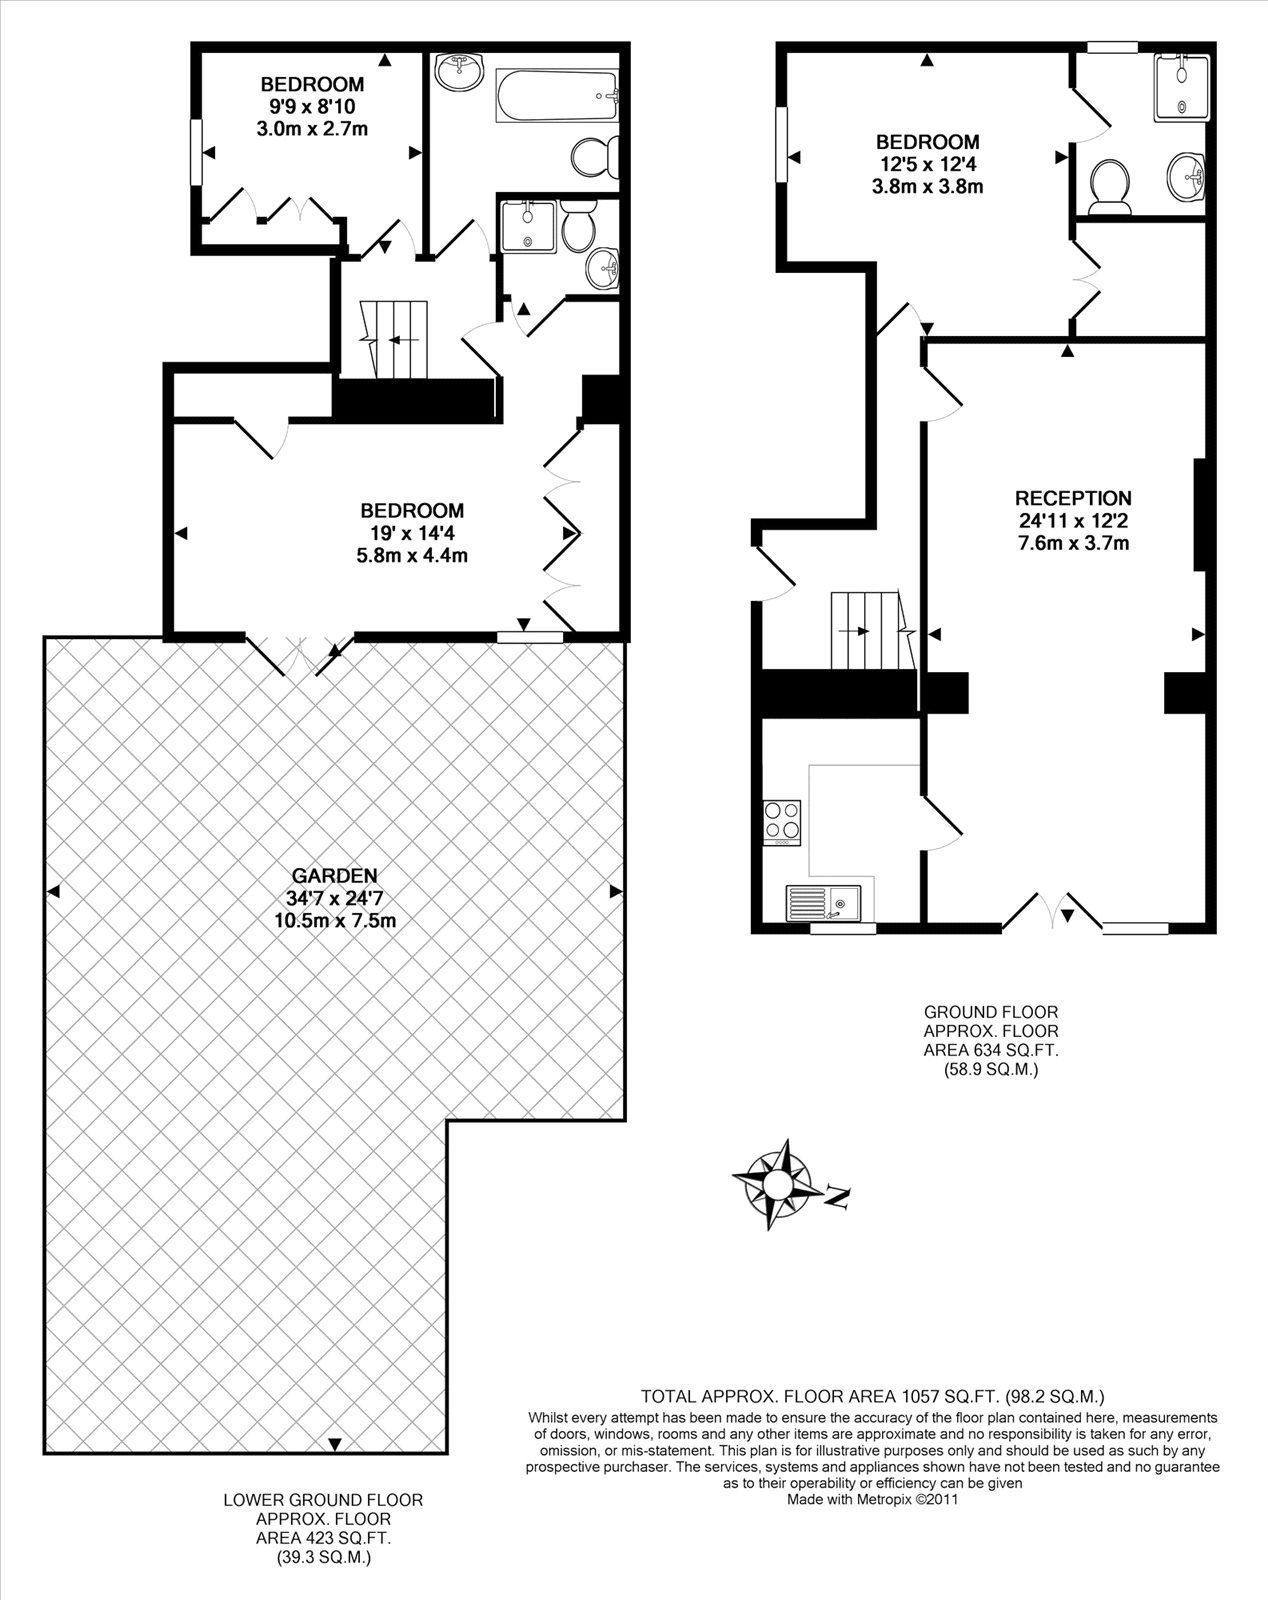 BEDROOM
9'9 x 8'10
3.0m x 2.7m
BEDROOM
19' x 14'4
5.8m x 4.4m
GARDEN
34'7 x 24'7
10.5m x 7.5m
LOWER GROUND FLOOR
APPROX. FLOOR
AREA 423 SQ.FT.
(39.3 SQ.M.)
BEDROOM
12'5 x 12'4
3.8m x 3.8m
RECEPTION
24'11 x 12'2
7.6m x 3.7m
GROUND FLOOR
APPROX. FLOOR
AREA 634 SQ.FT.
(58.9 SQ.M.)
N
TOTAL APPROX. FLOOR AREA 1057 SQ.FT. (98.2 SQ.M.)
Whilst every attempt has been made to ensure the accuracy of the floor plan contained here, measurements
of doors, windows, rooms and any other items are approximate and no responsibility is taken for any error,
omission, or mis-statement. This plan is for illustrative purposes only and should be used as such by any
prospective purchaser. The services, systems and appliances shown have not been tested and no guarantee
as to their operability or efficiency can be given
Made with Metropix ©2011